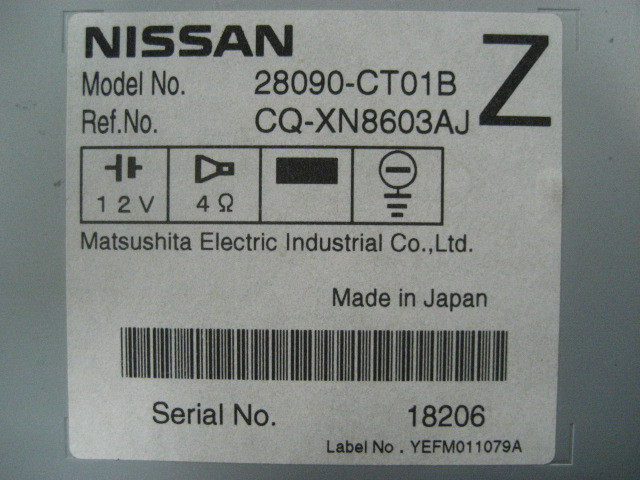 NISSAN
Z
Model No. 28090-CT01B
Ref.No. CQ-XN8603AJ
12V 4Ω
Matsushita Electric Industrial Co.,Ltd.
Made in Japan
Serial No. 18206
Label No . YEFM011079A